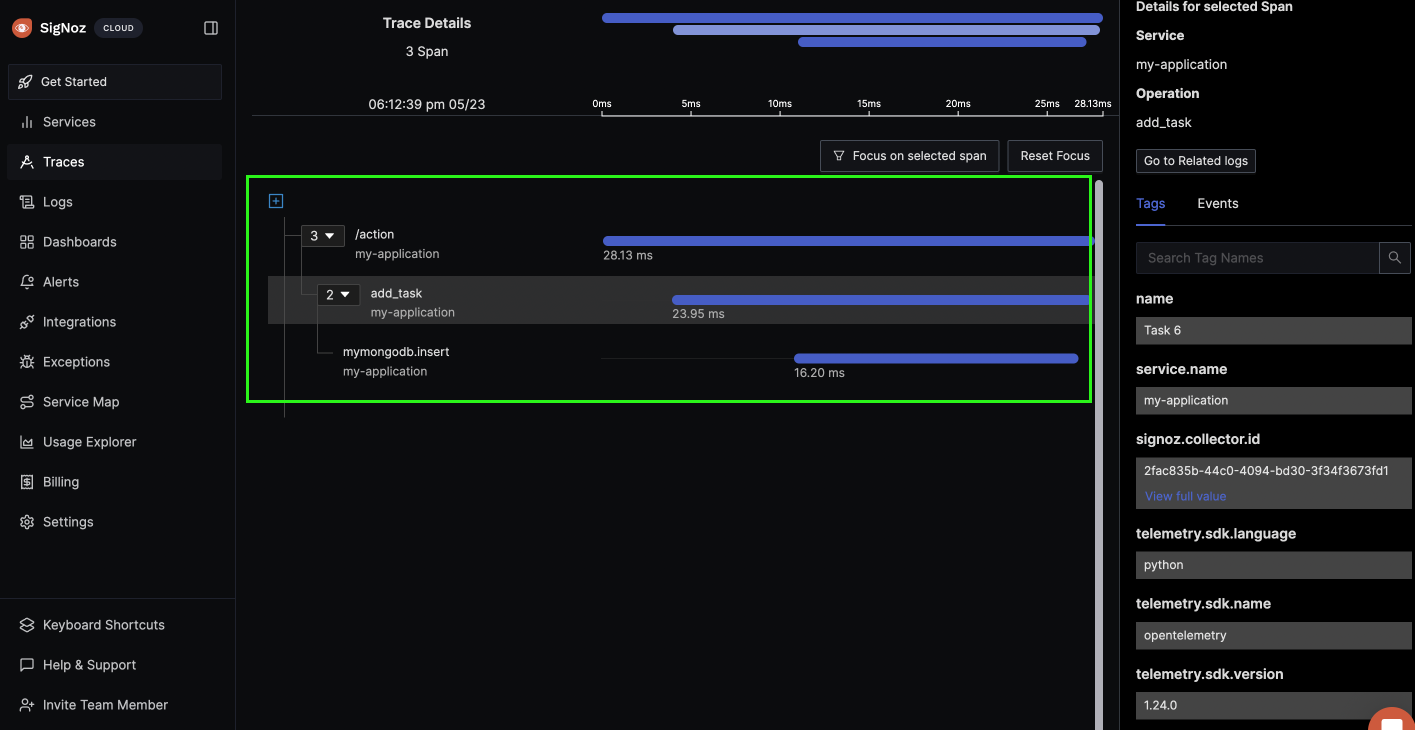 SigNoz CLOUD
Get Started
Services
Traces
Logs
Dashboards
Alerts
Integrations
Exceptions
Service Map
Usage Explorer
Billing
Settings
Keyboard Shortcuts
Help & Support
Invite Team Member
Trace Details
3 Span
06:12:39 pm 05/23
0ms 5ms 10ms 15ms 20ms 25ms 28.13ms
Focus on selected span Reset Focus
3 /action
my-application
28.13 ms
2 add_task
my-application
23.95 ms
mymongodb.insert
my-application
16.20 ms
Details for selected Span
Service
my-application
Operation
add_task
Go to Related logs
Tags Events
Search Tag Names
name
Task 6
service.name
my-application
signoz.collector.id
2fac835b-44c0-4094-bd30-3f34f3673fd1
View full value
telemetry.sdk.language
python
telemetry.sdk.name
opentelemetry
telemetry.sdk.version
1.24.0